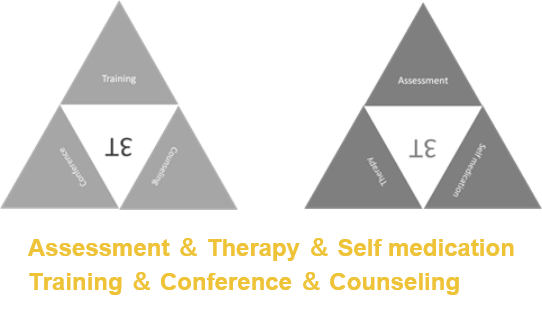 Training
3T
Conference
Counseling
Assessment
3T
Therapy
Self medication
Assessment & Therapy & Self medication
Training & Conference & Counseling